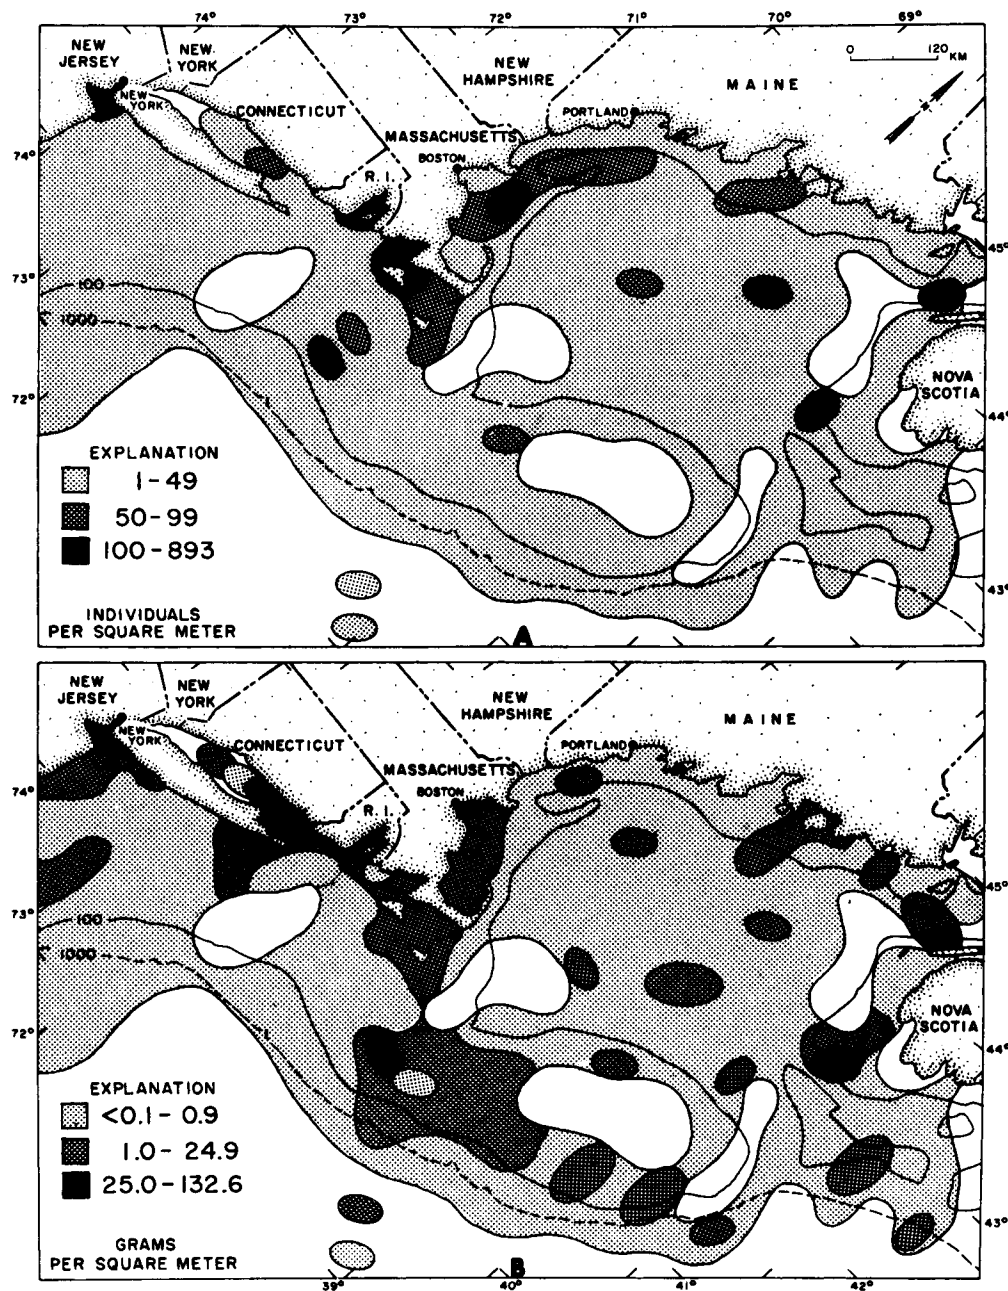 74° 73° 72° 71° 70° 69°
NEW JERSEY
NEW YORK
NEW HAMPSHIRE
0 120 KM
MAINE
NEW YORK
CONNECTICUT
PORTLAND
MASSACHUSETTS
BOSTON
74°
R. I.
45°
73°
100
1000
NOVA SCOTIA
72°
44°
EXPLANATION
1-49
50-99
100-893
43°
INDIVIDUALS
PER SQUARE METER
A
NEW JERSEY
NEW YORK
NEW HAMPSHIRE
MAINE
NEW YORK
CONNECTICUT
PORTLAND
MASSACHUSETTS
BOSTON
74°
R. I.
45°
73°
100
1000
NOVA SCOTIA
72°
44°
EXPLANATION
<0.1-0.9
1.0-24.9
25.0-132.6
43°
GRAMS
PER SQUARE METER
B
39° 40° 41° 42°